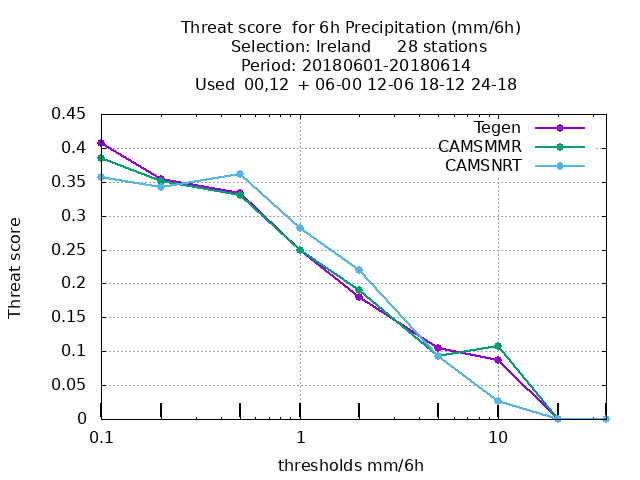 Threat score  for 6h Precipitation (mm/6h)
Selection: Ireland     28 stations
Period: 20180601-20180614
Used  00,12  + 06-00 12-06 18-12 24-18
Threat score
0.45
0.4
0.35
0.3
0.25
0.2
0.15
0.1
0.05
0
Tegen
CAMSMMR
CAMSNRT
0.1
1
10
thresholds mm/6h